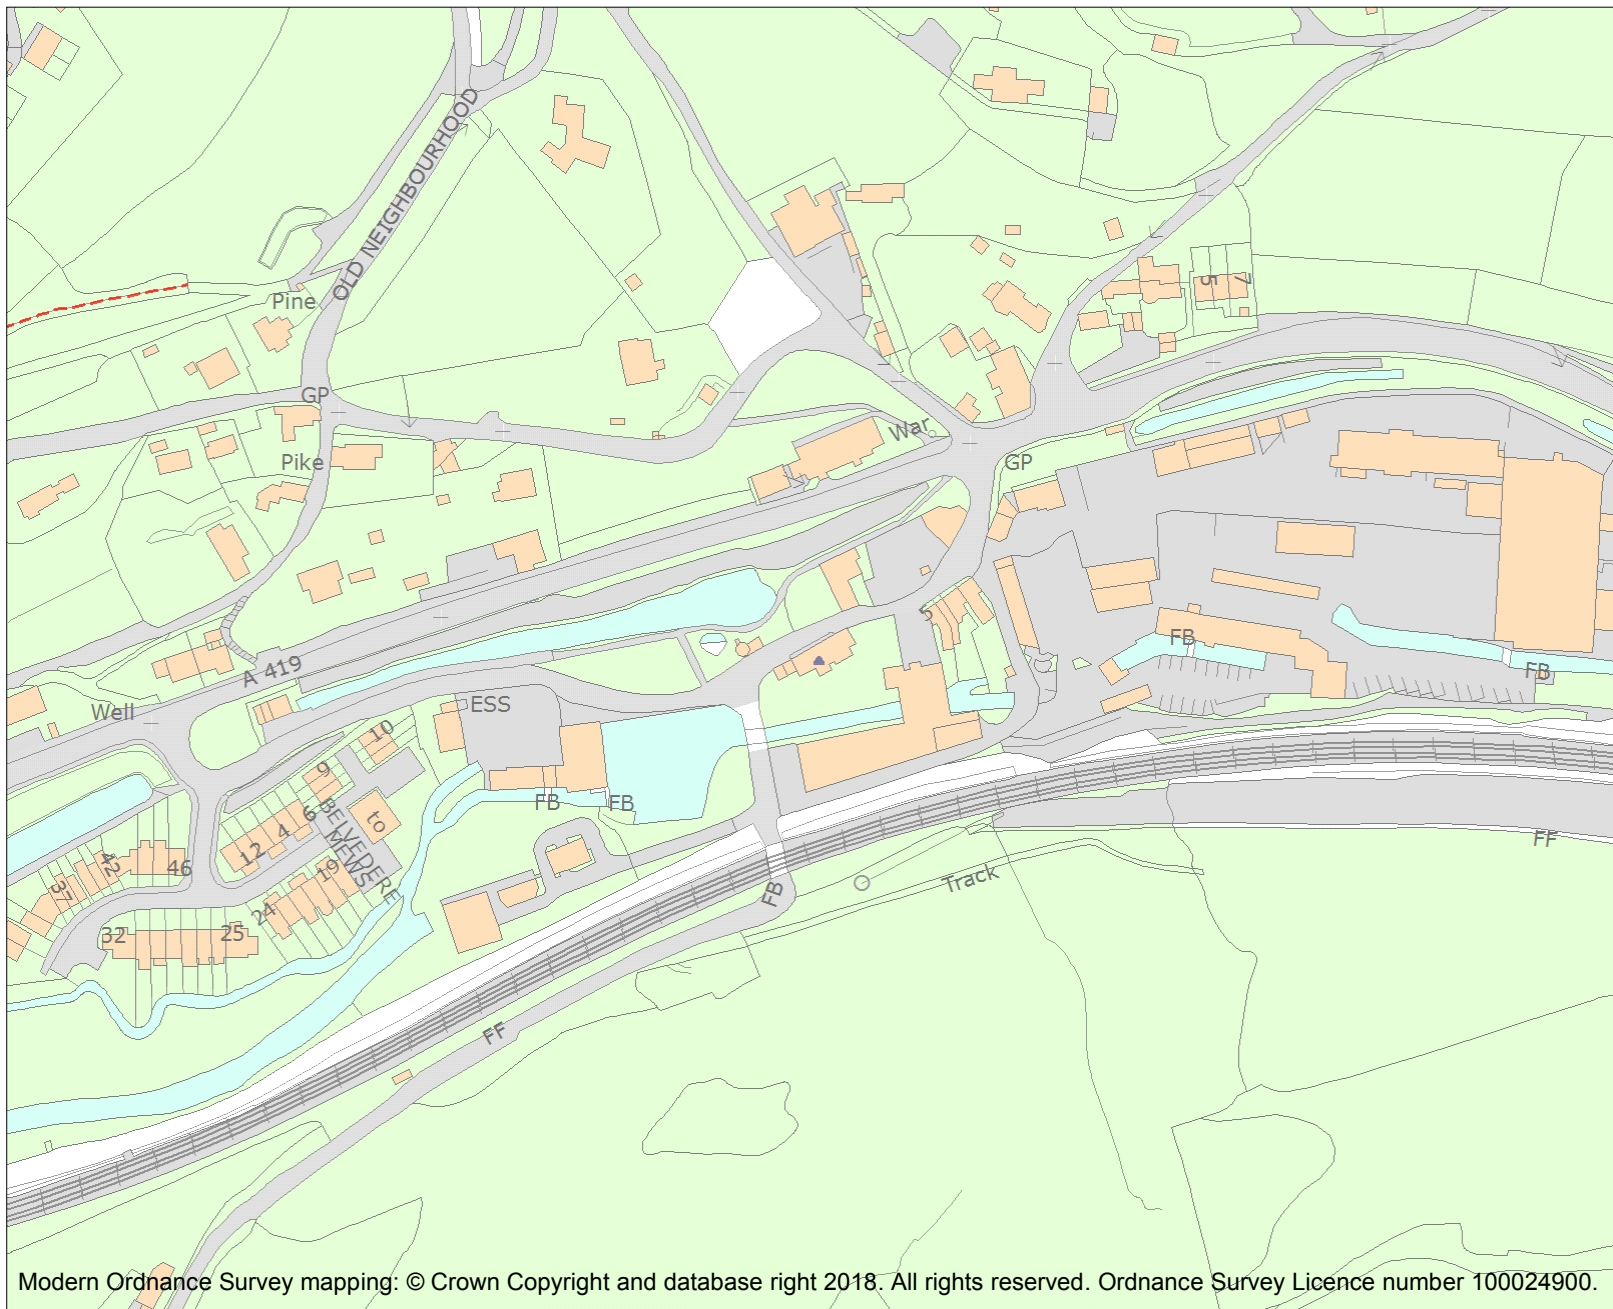 OLD NEIGHBOURHOOD
Pine
5
7
GP
War
Pike
GP
5
A 419
FB
FB
Well
ESS
10
9
FB
FB
6
4
12
BELVEDERE
MEWS
to
19
46
42
37
24
25
32
FF
Track
FB
FF
Modern Ordnance Survey mapping: © Crown Copyright and database right 2018. All rights reserved. Ordnance Survey Licence number 100024900.